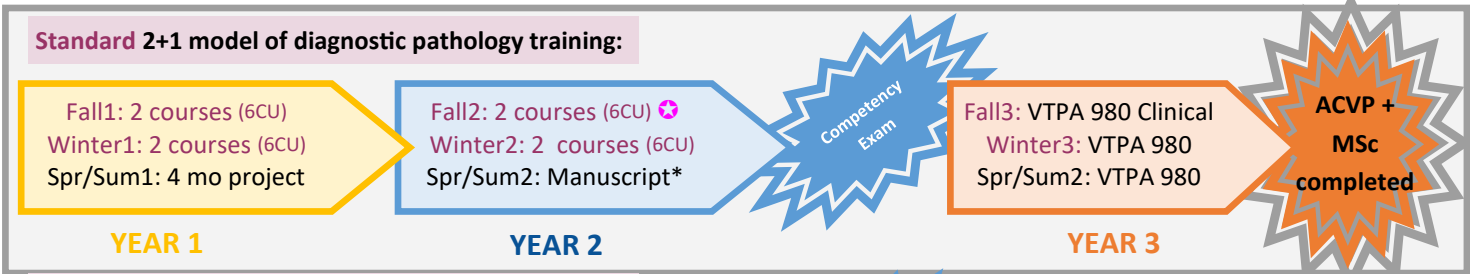 Standard 2+1 model of diagnostic pathology training:
Fall1: 2 courses (6CU)
Winter1: 2 courses (6CU)
Spr/Sum1: 4 mo project
YEAR 1
Fall2: 2 courses (6CU) ✪
Winter2: 2 courses (6CU)
Spr/Sum2: Manuscript*
YEAR 2
Competency
Exam
Fall3: VTPA 980 Clinical
Winter3: VTPA 980
Spr/Sum2: VTPA 980
YEAR 3
ACVP +
MSc
completed